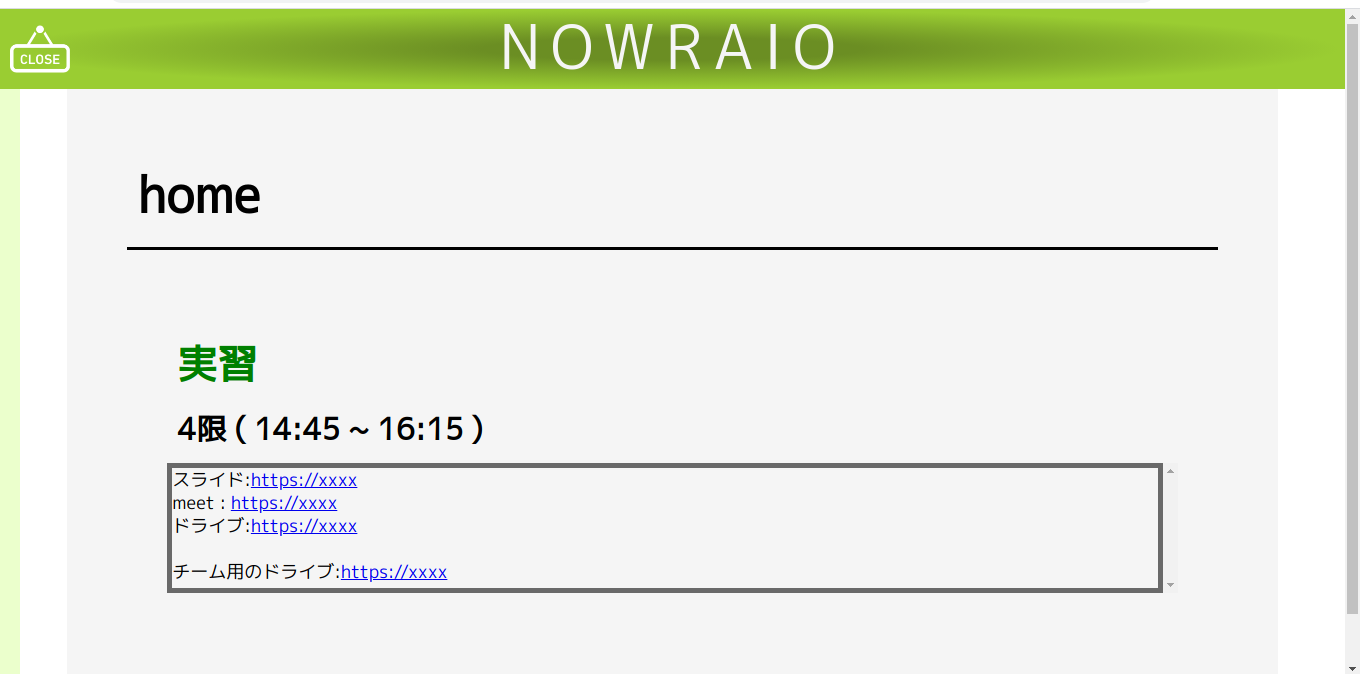 CLOSE
NOWRAIO
home
実習
4限 ( 14:45 ~ 16:15 )
スライド:https://xxxx
meet : https://xxxx
ドライブ:https://xxxx
チーム用のドライブ:https://xxxx